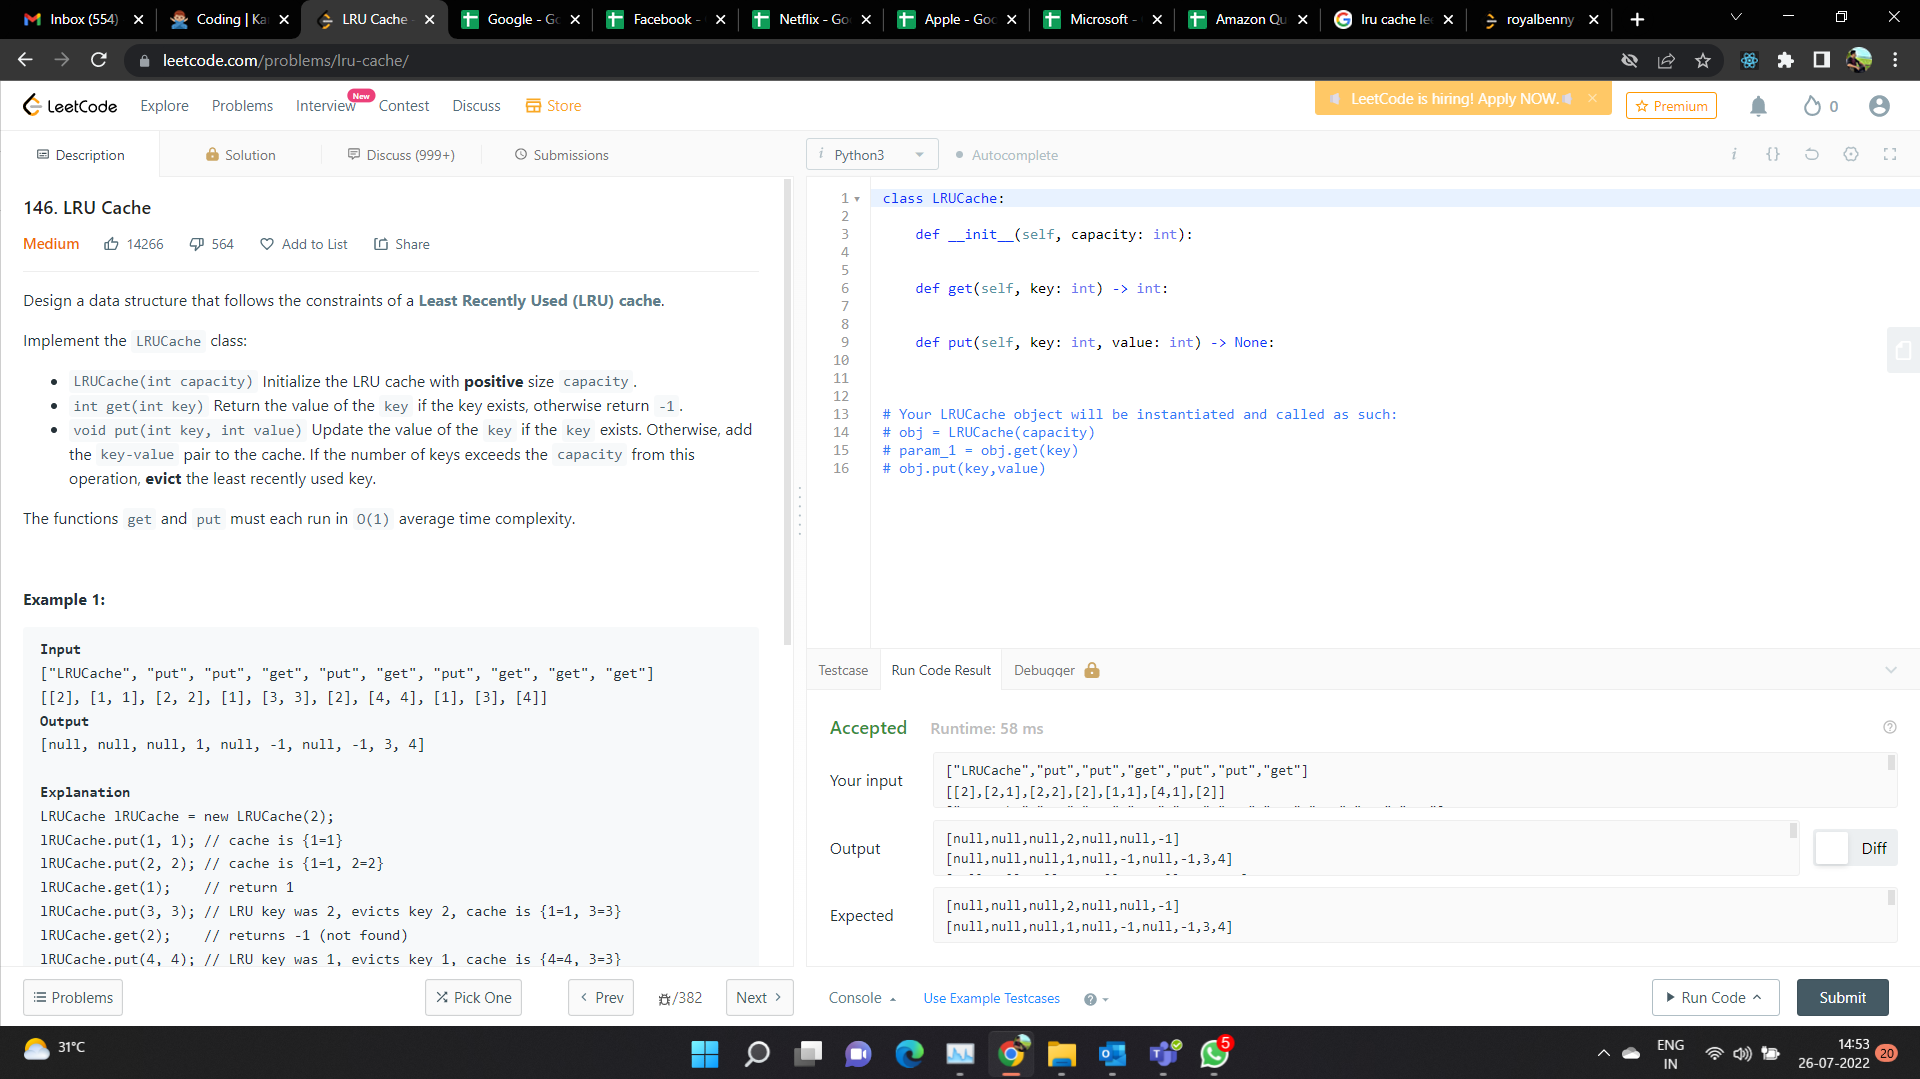 Inbox (554)
Coding | Ka
LRU Cache
Google - Go
Facebook -
Netflix - Go
Apple - Goo
Microsoft -
Amazon Qu
lru cache le
royalbenny
leetcode.com/problems/lru-cache/
LeetCode
Explore
Problems
Interview
New
Contest
Discuss
Store
LeetCode is hiring! Apply NOW.
Premium
0
Description
Solution
Discuss (999+)
Submissions
i Python3
Autocomplete
i
{}
146. LRU Cache
Medium
14266
564
Add to List
Share
Design a data structure that follows the constraints of a Least Recently Used (LRU) cache.
Implement the LRUCache class:
LRUCache(int capacity) Initialize the LRU cache with positive size capacity.
int get(int key) Return the value of the key if the key exists, otherwise return -1.
void put(int key, int value) Update the value of the key if the key exists. Otherwise, add
the key-value pair to the cache. If the number of keys exceeds the capacity from this
operation, evict the least recently used key.
The functions get and put must each run in O(1) average time complexity.
Example 1:
Input
["LRUCache", "put", "put", "get", "put", "get", "put", "get", "get", "get"]
[[2], [1, 1], [2, 2], [1], [3, 3], [2], [4, 4], [1], [3], [4]]
Output
[null, null, null, 1, null, -1, null, -1, 3, 4]
Explanation
LRUCache lRUCache = new LRUCache(2);
lRUCache.put(1, 1); // cache is {1=1}
lRUCache.put(2, 2); // cache is {1=1, 2=2}
lRUCache.get(1);    // return 1
lRUCache.put(3, 3); // LRU key was 2, evicts key 2, cache is {1=1, 3=3}
lRUCache.get(2);    // returns -1 (not found)
lRUCache.put(4, 4); // LRU key was 1, evicts key 1, cache is {4=4, 3=3}
1 class LRUCache:
2
3     def __init__(self, capacity: int):
4
5
6     def get(self, key: int) -> int:
7
8
9     def put(self, key: int, value: int) -> None:
10
11
12
13 # Your LRUCache object will be instantiated and called as such:
14 # obj = LRUCache(capacity)
15 # param_1 = obj.get(key)
16 # obj.put(key,value)
Testcase
Run Code Result
Debugger
Accepted
Runtime: 58 ms
Your input
["LRUCache","put","put","get","put","put","get"]
[[2],[2,1],[2,2],[2],[1,1],[4,1],[2]]
Output
[null,null,null,2,null,null,-1]
[null,null,null,1,null,-1,null,-1,3,4]
Diff
Expected
[null,null,null,2,null,null,-1]
[null,null,null,1,null,-1,null,-1,3,4]
Problems
Pick One
Prev
/382
Next
Console
Use Example Testcases
Run Code
Submit
31°C
5
ENG
IN
14:53
26-07-2022
20